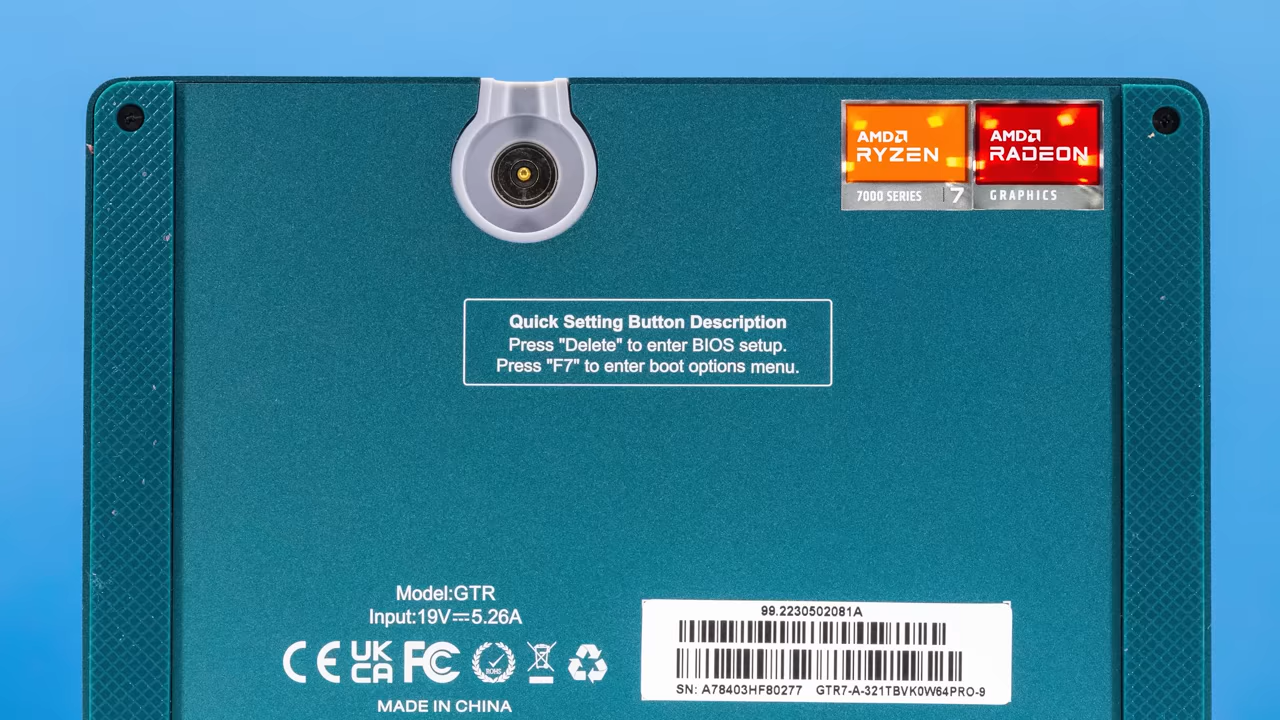 AMD
RYZEN
7000 SERIES 7
AMD
RADEON
GRAPHICS
Quick Setting Button Description
Press "Delete" to enter BIOS setup.
Press "F7" to enter boot options menu.
Model:GTR
Input:19V⎓5.26A
CE UKCA FC ROHS
MADE IN CHINA
99.2230502081A
SN: A78403HF80277 GTR7-A-321TBVK0W64PRO-9